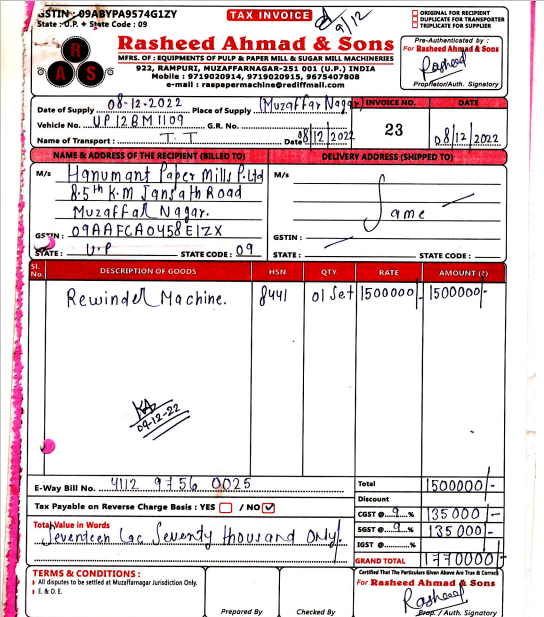 GSTIN : 09ABYPA9574G1ZY
State : U.P. + State Code : 09
TAX INVOICE
9/12
ORIGINAL FOR RECIPIENT
DUPLICATE FOR TRANSPORTER
TRIPLICATE FOR SUPPLIER
RAS
Rasheed Ahmad & Sons
MFRS. OF : EQUIPMENTS OF PULP & PAPER MILL & SUGAR MILL MACHINERIES
922, RAMPURI, MUZAFFARNAGAR-251 001 (U.P.) INDIA
Mobile : 9719020914, 9719020915, 9675407808
e-mail : raspapermachine@rediffmail.com
Pre-Authenticated by :
For Rasheed Ahmad & Sons
Rasheed
Proprietor/Auth. Signatory
Date of Supply 08-12-2022 Place of Supply (Muzaffar Nagar)
Vehicle No. UP12BM1109 G.R. No.
Name of Transport : T.T Date 08/12/2022
INVOICE NO. DATE
23 08/12/2022
NAME & ADDRESS OF THE RECIPIENT (BILLED TO)
M/s Hanumant Paper Mills P.Ltd
8.5th K.M Jansath Road
Muzaffar Nagar.
GSTIN : 09AAFCA0458E1ZX
STATE : U.P STATE CODE : 09
DELIVERY ADDRESS (SHIPPED TO)
M/s
Same
GSTIN :
STATE : STATE CODE :
Sl. No. DESCRIPTION OF GOODS HSN QTY. RATE AMOUNT (₹)
Rewinder Machine. 8441 01 Set 1500000/- 1500000/-
09-12-22
E-Way Bill No. 4112 9756 0025
Tax Payable on Reverse Charge Basis : YES / NO
Total Value in Words
Seventeen Lac Seventy thousand Only/.
Total 1500000/-
Discount
CGST @ 9 % 135000/-
SGST @ 9 % 135000/-
IGST @ %
GRAND TOTAL 1770000/-
TERMS & CONDITIONS :
All disputes to be settled at Muzaffarnagar Jurisdiction Only.
E. & O. E.
Prepared By
Checked By
Certified That the Particulars Given Above Are True & Correct
For Rasheed Ahmad & Sons
Rasheed
Prop. / Auth. Signatory